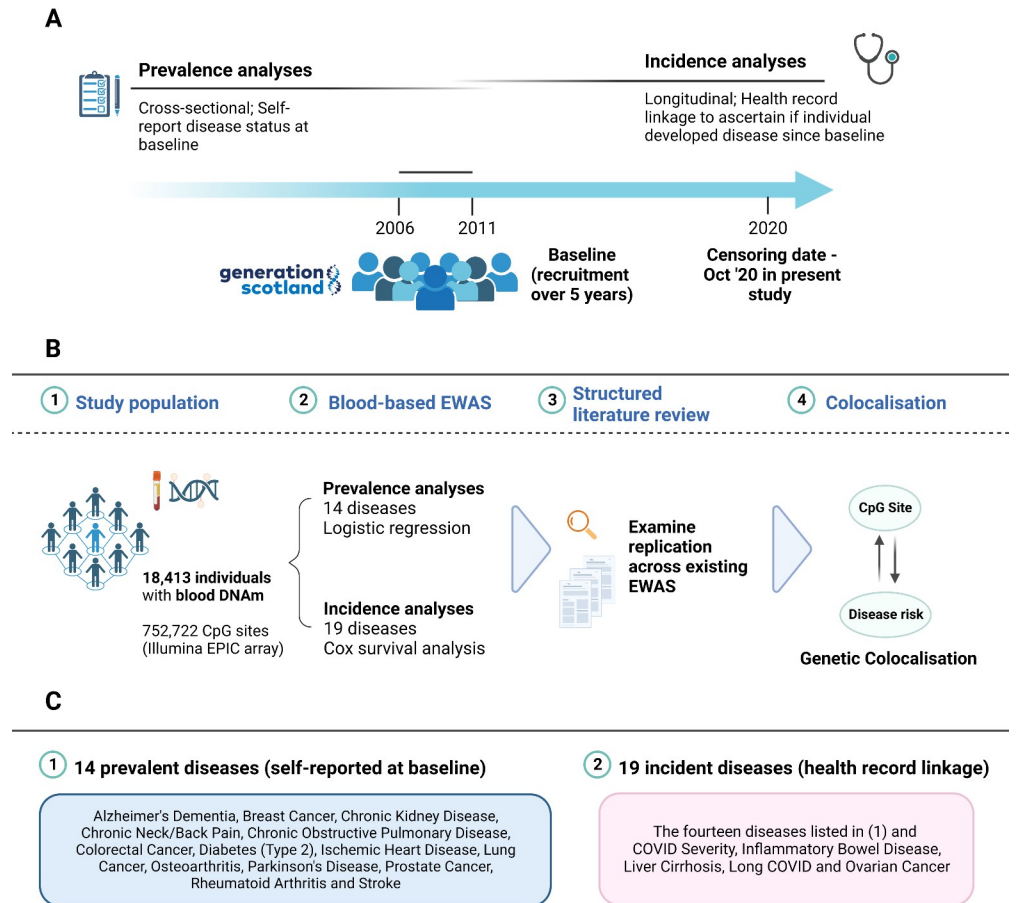 A
Prevalence analyses
Cross-sectional; Self-
report disease status at
baseline
Incidence analyses
Longitudinal; Health record
linkage to ascertain if individual
developed disease since baseline
2006
2011
2020
generation
scotland
Baseline
(recruitment
over 5 years)
Censoring date -
Oct '20 in present
study
B
1 Study population
2 Blood-based EWAS
3 Structured
literature review
4 Colocalisation
18,413 individuals
with blood DNAm
752,722 CpG sites
(Illumina EPIC array)
Prevalence analyses
14 diseases
Logistic regression
Incidence analyses
19 diseases
Cox survival analysis
Examine
replication
across existing
EWAS
CpG Site
Disease risk
Genetic Colocalisation
C
1 14 prevalent diseases (self-reported at baseline)
Alzheimer's Dementia, Breast Cancer, Chronic Kidney Disease,
Chronic Neck/Back Pain, Chronic Obstructive Pulmonary Disease,
Colorectal Cancer, Diabetes (Type 2), Ischemic Heart Disease, Lung
Cancer, Osteoarthritis, Parkinson's Disease, Prostate Cancer,
Rheumatoid Arthritis and Stroke
2 19 incident diseases (health record linkage)
The fourteen diseases listed in (1) and
COVID Severity, Inflammatory Bowel Disease,
Liver Cirrhosis, Long COVID and Ovarian Cancer